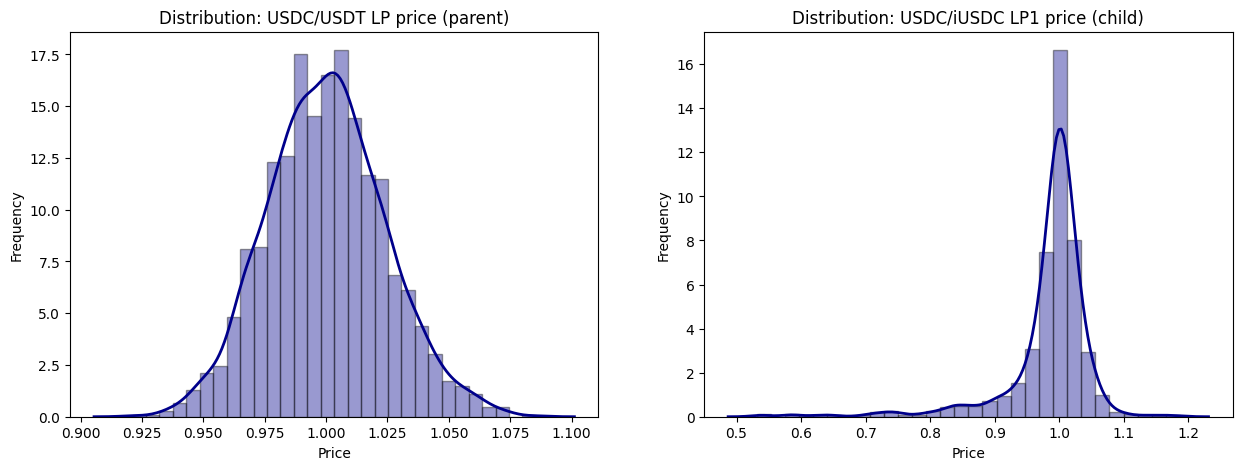 Distribution: USDC/USDT LP price (parent)
Frequency
17.5
15.0
12.5
10.0
7.5
5.0
2.5
0.0
0.900 0.925 0.950 0.975 1.000 1.025 1.050 1.075 1.100
Price
Distribution: USDC/iUSDC LP1 price (child)
Frequency
16
14
12
10
8
6
4
2
0
0.5 0.6 0.7 0.8 0.9 1.0 1.1 1.2
Price